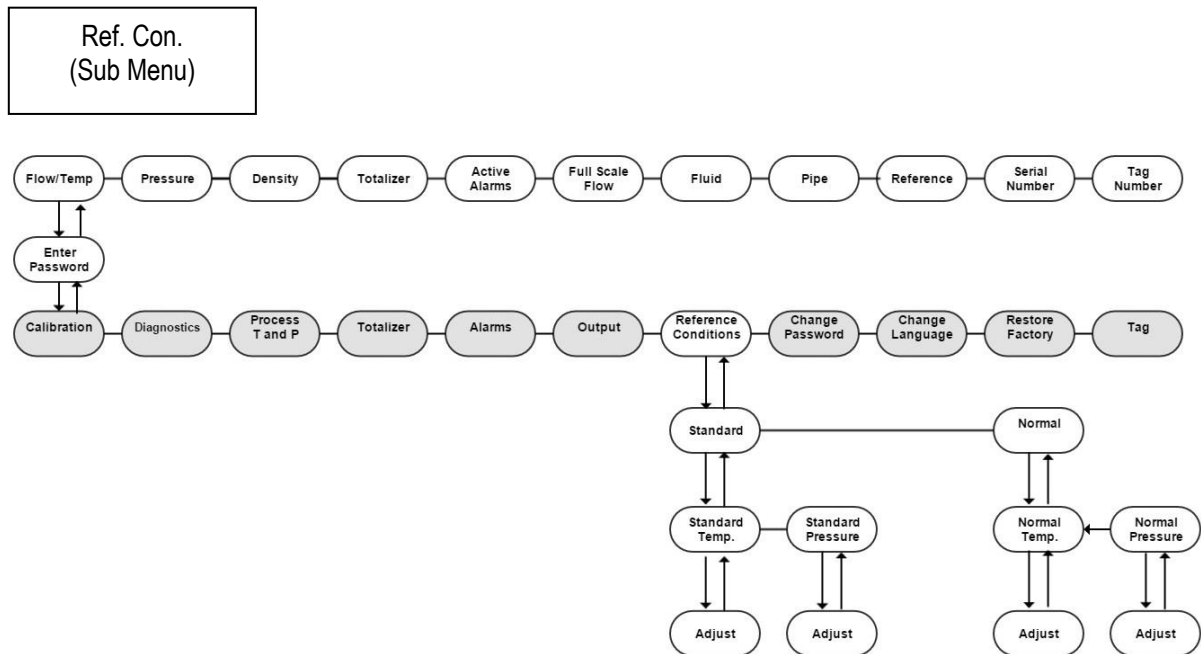 Ref. Con.
(Sub Menu)
Flow/Temp
Pressure
Density
Totalizer
Active
Alarms
Full Scale
Flow
Fluid
Pipe
Reference
Serial
Number
Tag
Number
Enter
Password
Calibration
Diagnostics
Process
T and P
Totalizer
Alarms
Output
Reference
Conditions
Change
Password
Change
Language
Restore
Factory
Tag
Standard
Normal
Standard
Temp.
Standard
Pressure
Normal
Temp.
Normal
Pressure
Adjust
Adjust
Adjust
Adjust